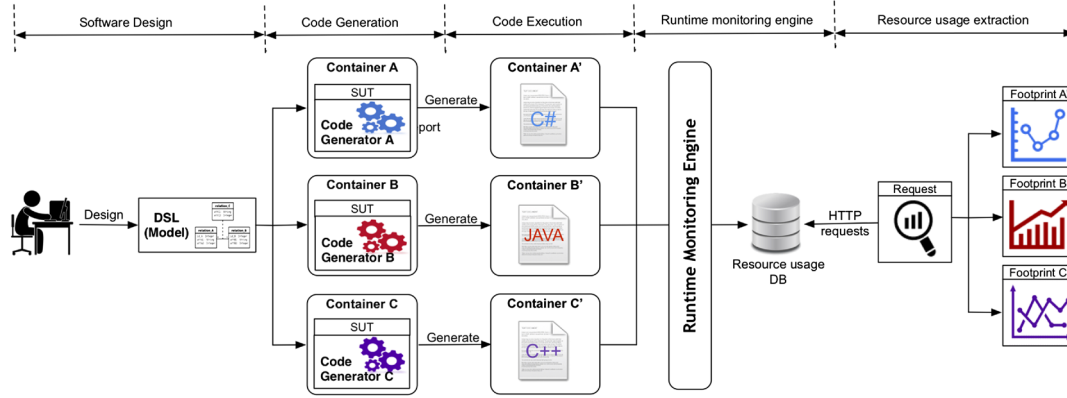 Software Design
Code Generation
Code Execution
Runtime monitoring engine
Resource usage extraction
Container A
SUT
Code
Generator A
Generate
port
Container A'
C#
Design
DSL
(Model)
Container B
SUT
Code
Generator B
Generate
Container B'
JAVA
Container C
SUT
Code
Generator C
Generate
Container C'
C++
Runtime Monitoring Engine
Resource usage
DB
HTTP
requests
Request
Footprint A'
Footprint B'
Footprint C'